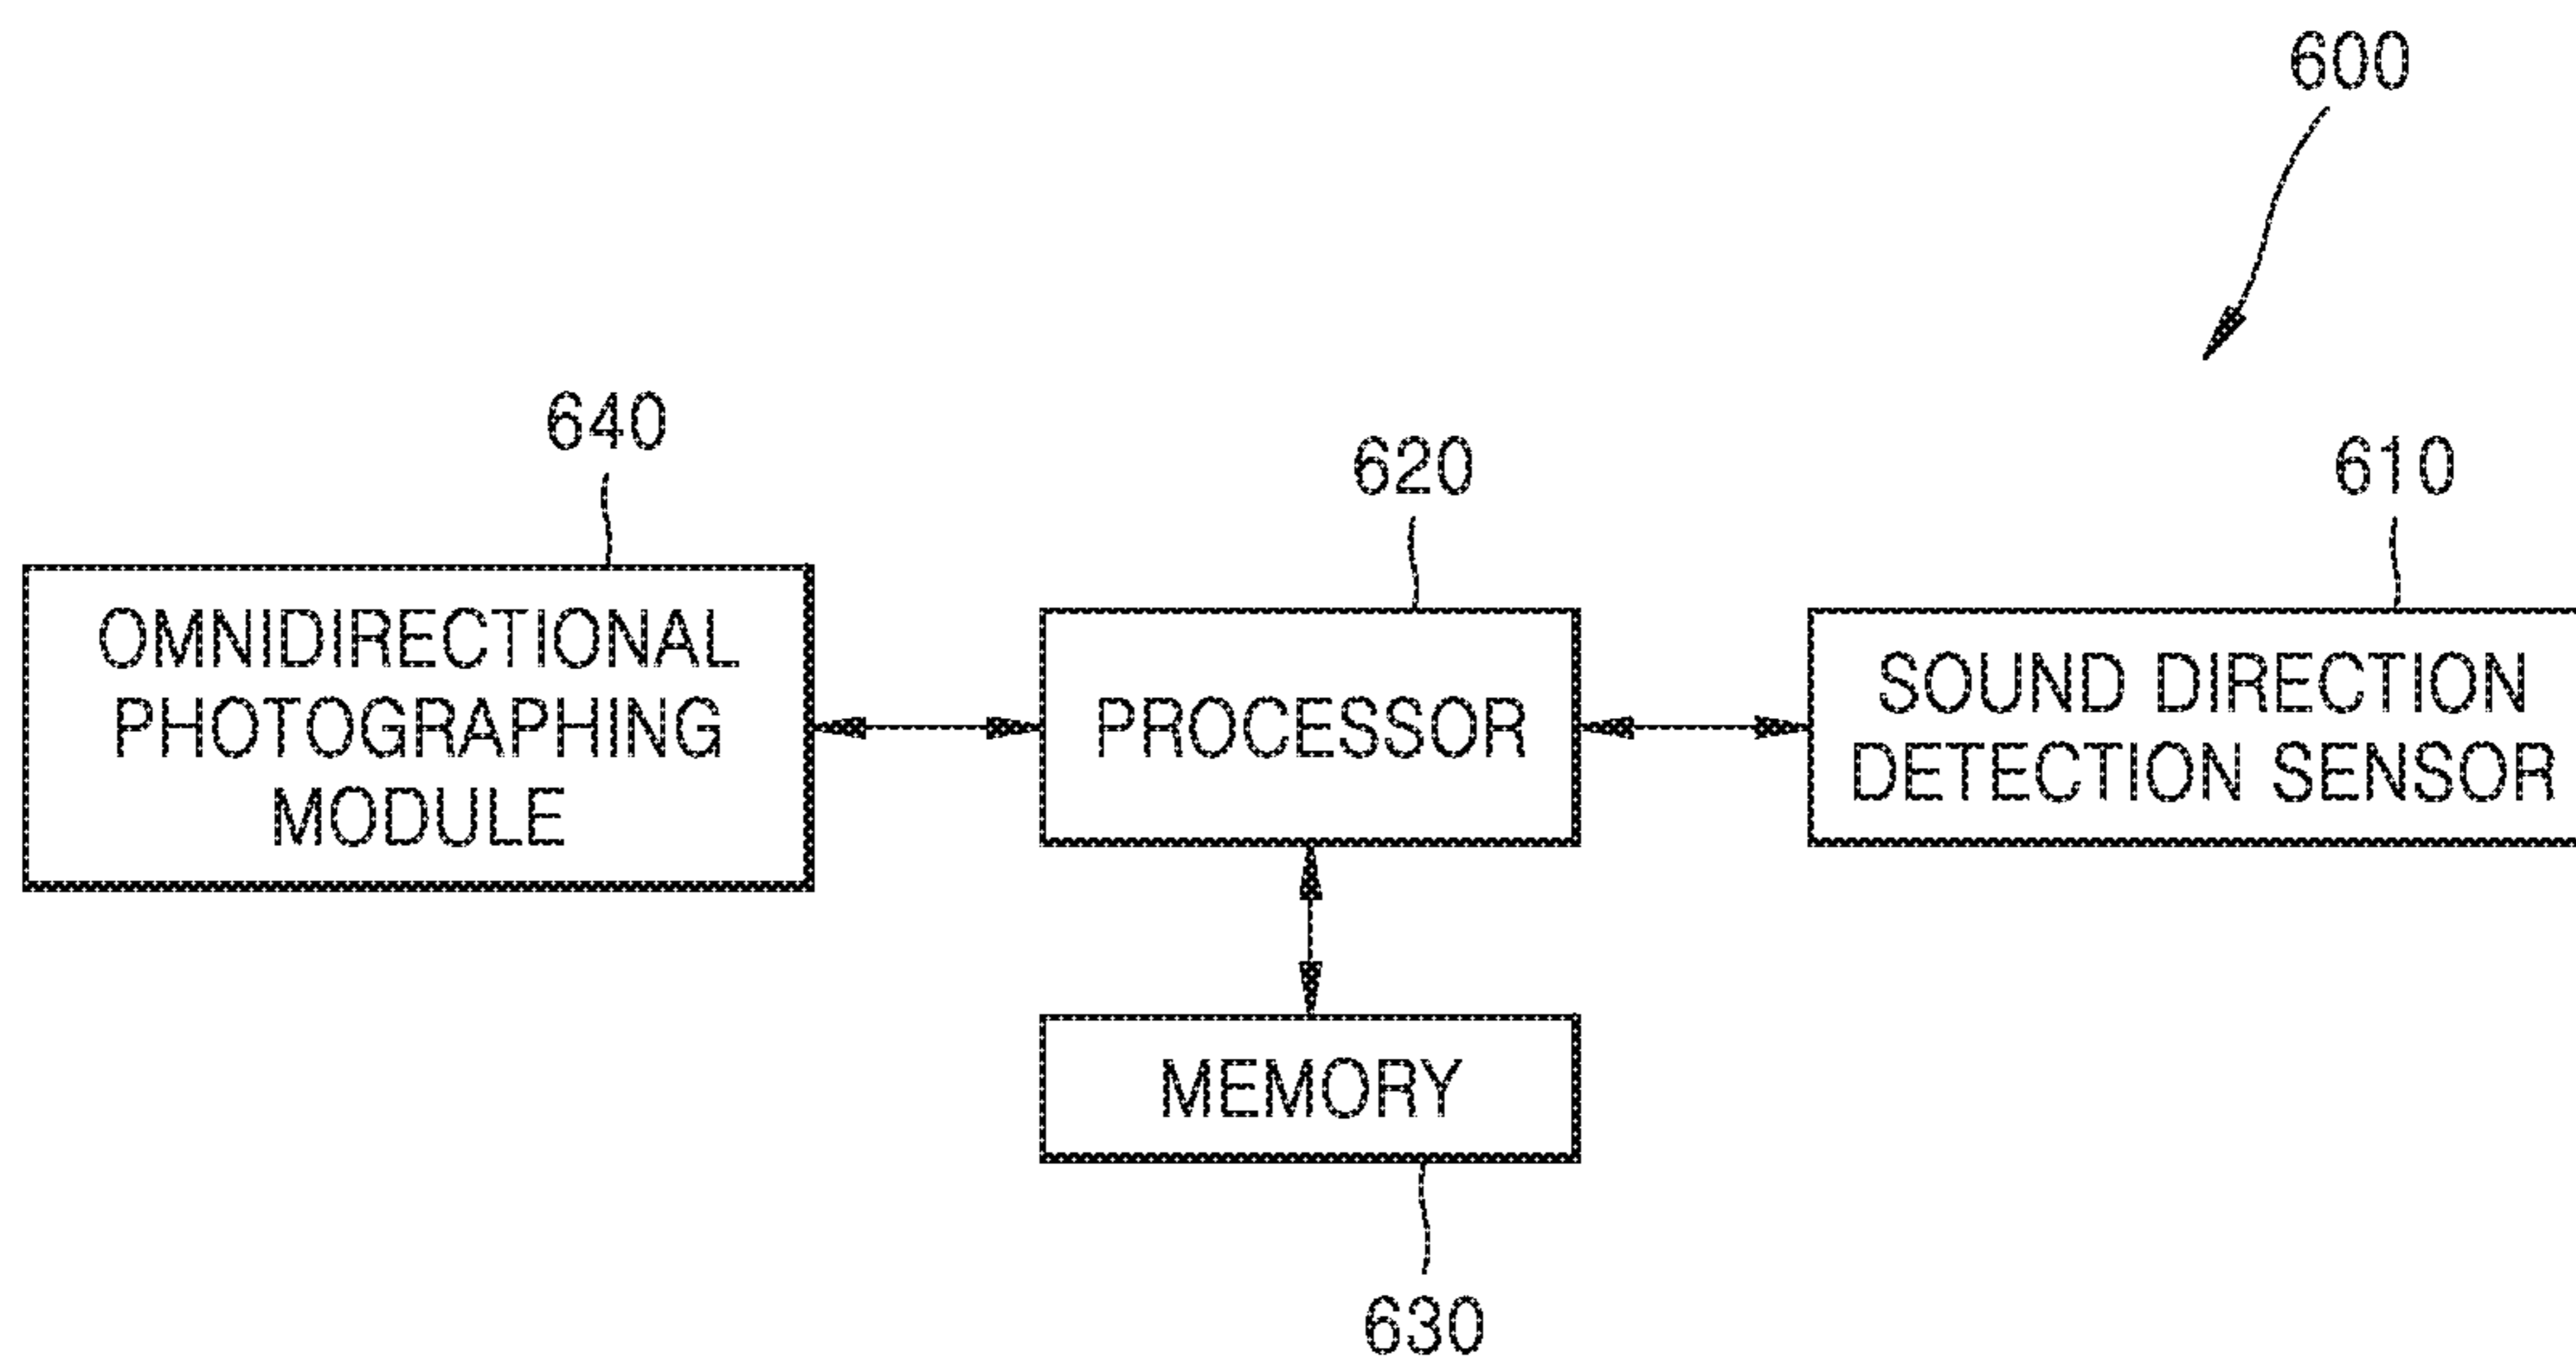 600
640
620
610
OMNIDIRECTIONAL
PHOTOGRAPHING
MODULE
PROCESSOR
SOUND DIRECTION
DETECTION SENSOR
MEMORY
630